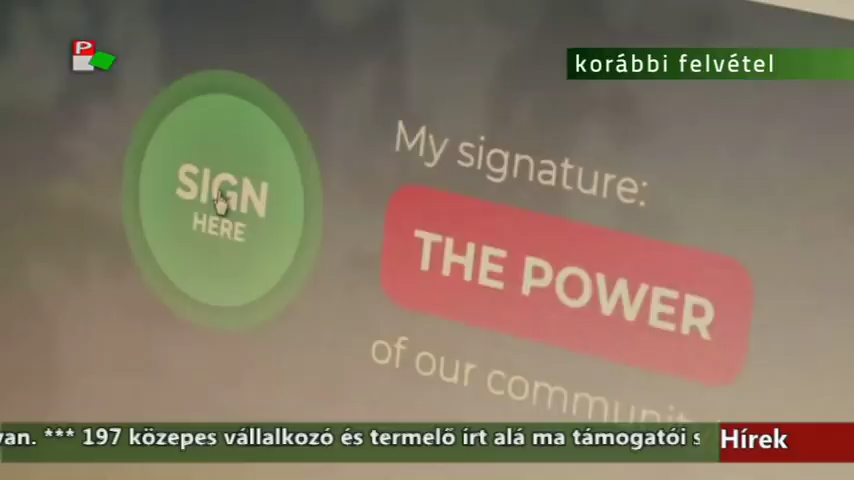 P
korábbi felvétel
SIGN
HERE
My signature:
THE POWER
of our
van. *** 197 közepes vállalkozó és termelő írt alá ma támogatói
Hírek